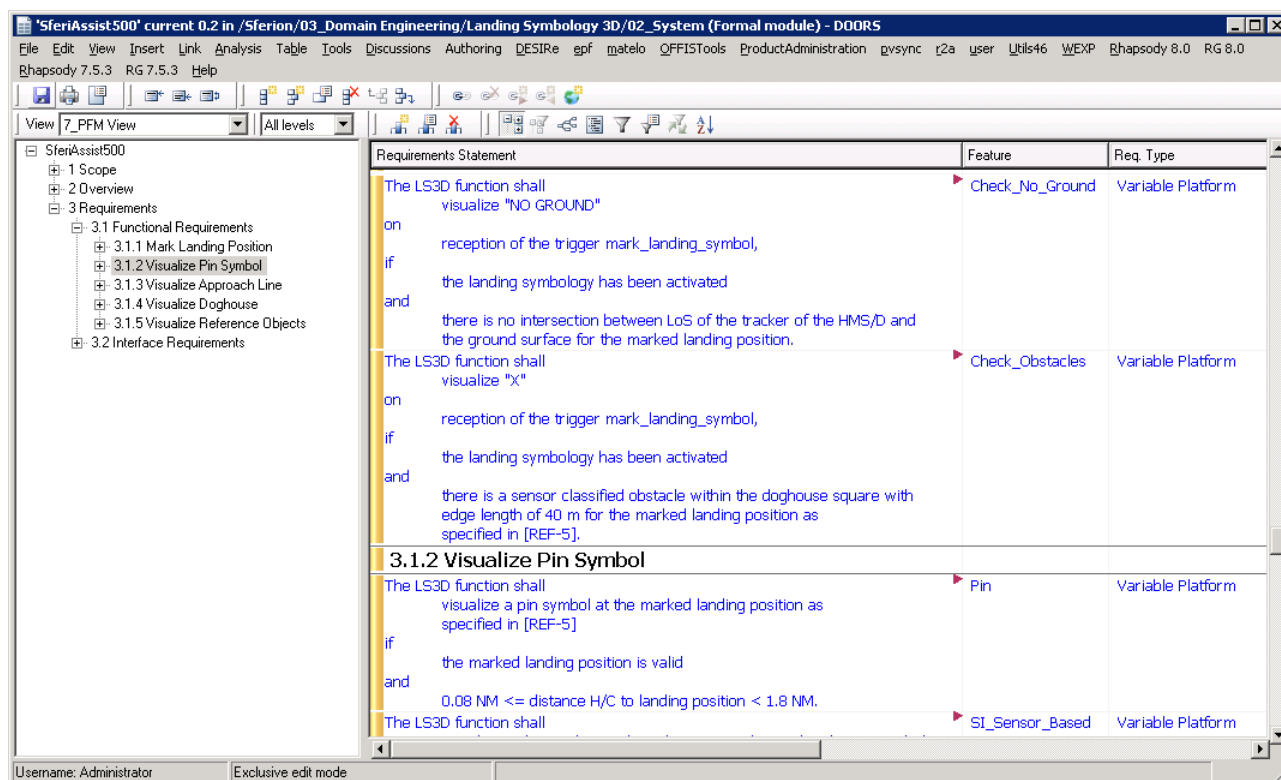 'SferiAssist500' current 0.2 in /Sferion/03_Domain Engineering/Landing Symbology 3D/02_System (Formal module) - DOORS
File Edit View Insert Link Analysis Table Tools Discussions Authoring DESIRe epf matelo OFFISTools ProductAdministration pvsync r2a user Utils46 WEXP Rhapsody 8.0 RG 8.0
Rhapsody 7.5.3 RG 7.5.3 Help
View 7_PFM View All levels
SferiAssist500
1 Scope
2 Overview
3 Requirements
3.1 Functional Requirements
3.1.1 Mark Landing Position
3.1.2 Visualize Pin Symbol
3.1.3 Visualize Approach Line
3.1.4 Visualize Doghouse
3.1.5 Visualize Reference Objects
3.2 Interface Requirements
Requirements Statement Feature Req. Type
The LS3D function shall Check_No_Ground Variable Platform
visualize "NO GROUND"
on
reception of the trigger mark_landing_symbol,
if
the landing symbology has been activated
and
there is no intersection between LoS of the tracker of the HMS/D and
the ground surface for the marked landing position.
The LS3D function shall Check_Obstacles Variable Platform
visualize "X"
on
reception of the trigger mark_landing_symbol,
if
the landing symbology has been activated
and
there is a sensor classified obstacle within the doghouse square with
edge length of 40 m for the marked landing position as
specified in [REF-5].
3.1.2 Visualize Pin Symbol
The LS3D function shall Pin Variable Platform
visualize a pin symbol at the marked landing position as
specified in [REF-5]
if
the marked landing position is valid
and
0.08 NM <= distance H/C to landing position < 1.8 NM.
The LS3D function shall SI_Sensor_Based Variable Platform
Username: Administrator Exclusive edit mode